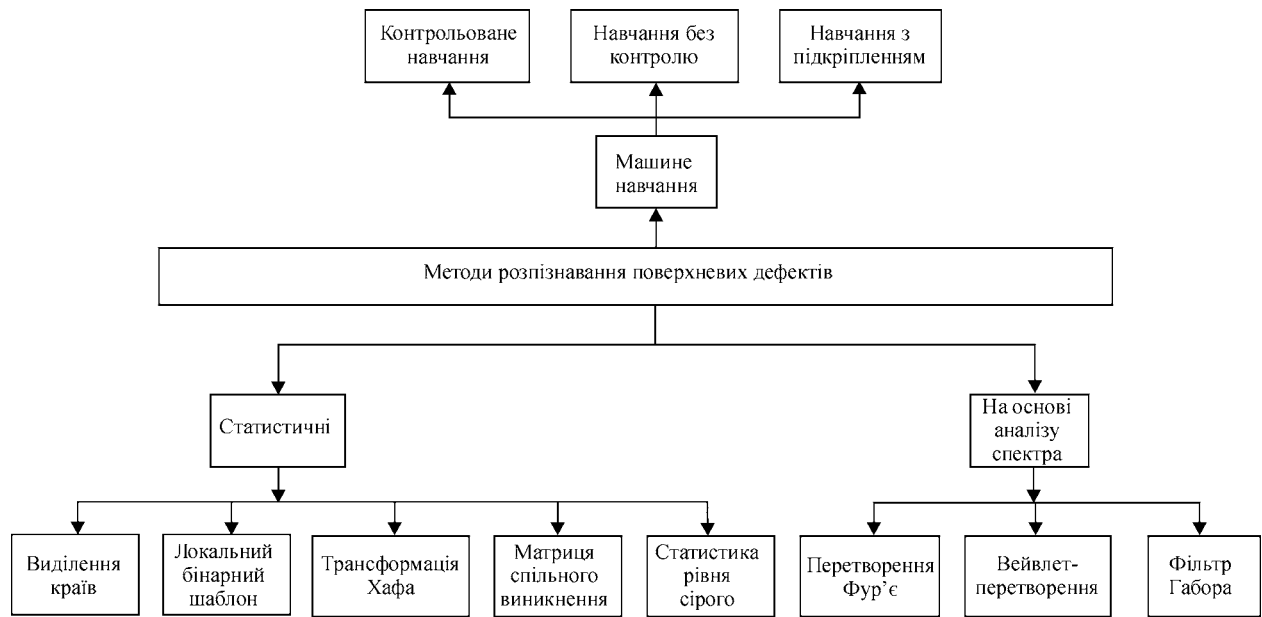 Контрольоване
навчання
Навчання без
контролю
Навчання з
підкріпленням
Машине
навчання
Методи розпізнавання поверхневих дефектів
Статистичні
На основі
аналізу
спектра
Виділення
країв
Локальний
бінарний
шаблон
Трансформація
Хафа
Матриця
спільного
виникнення
Статистика
рівня
сірого
Перетворення
Фур’є
Вейвлет-
перетворення
Фільтр
Габора